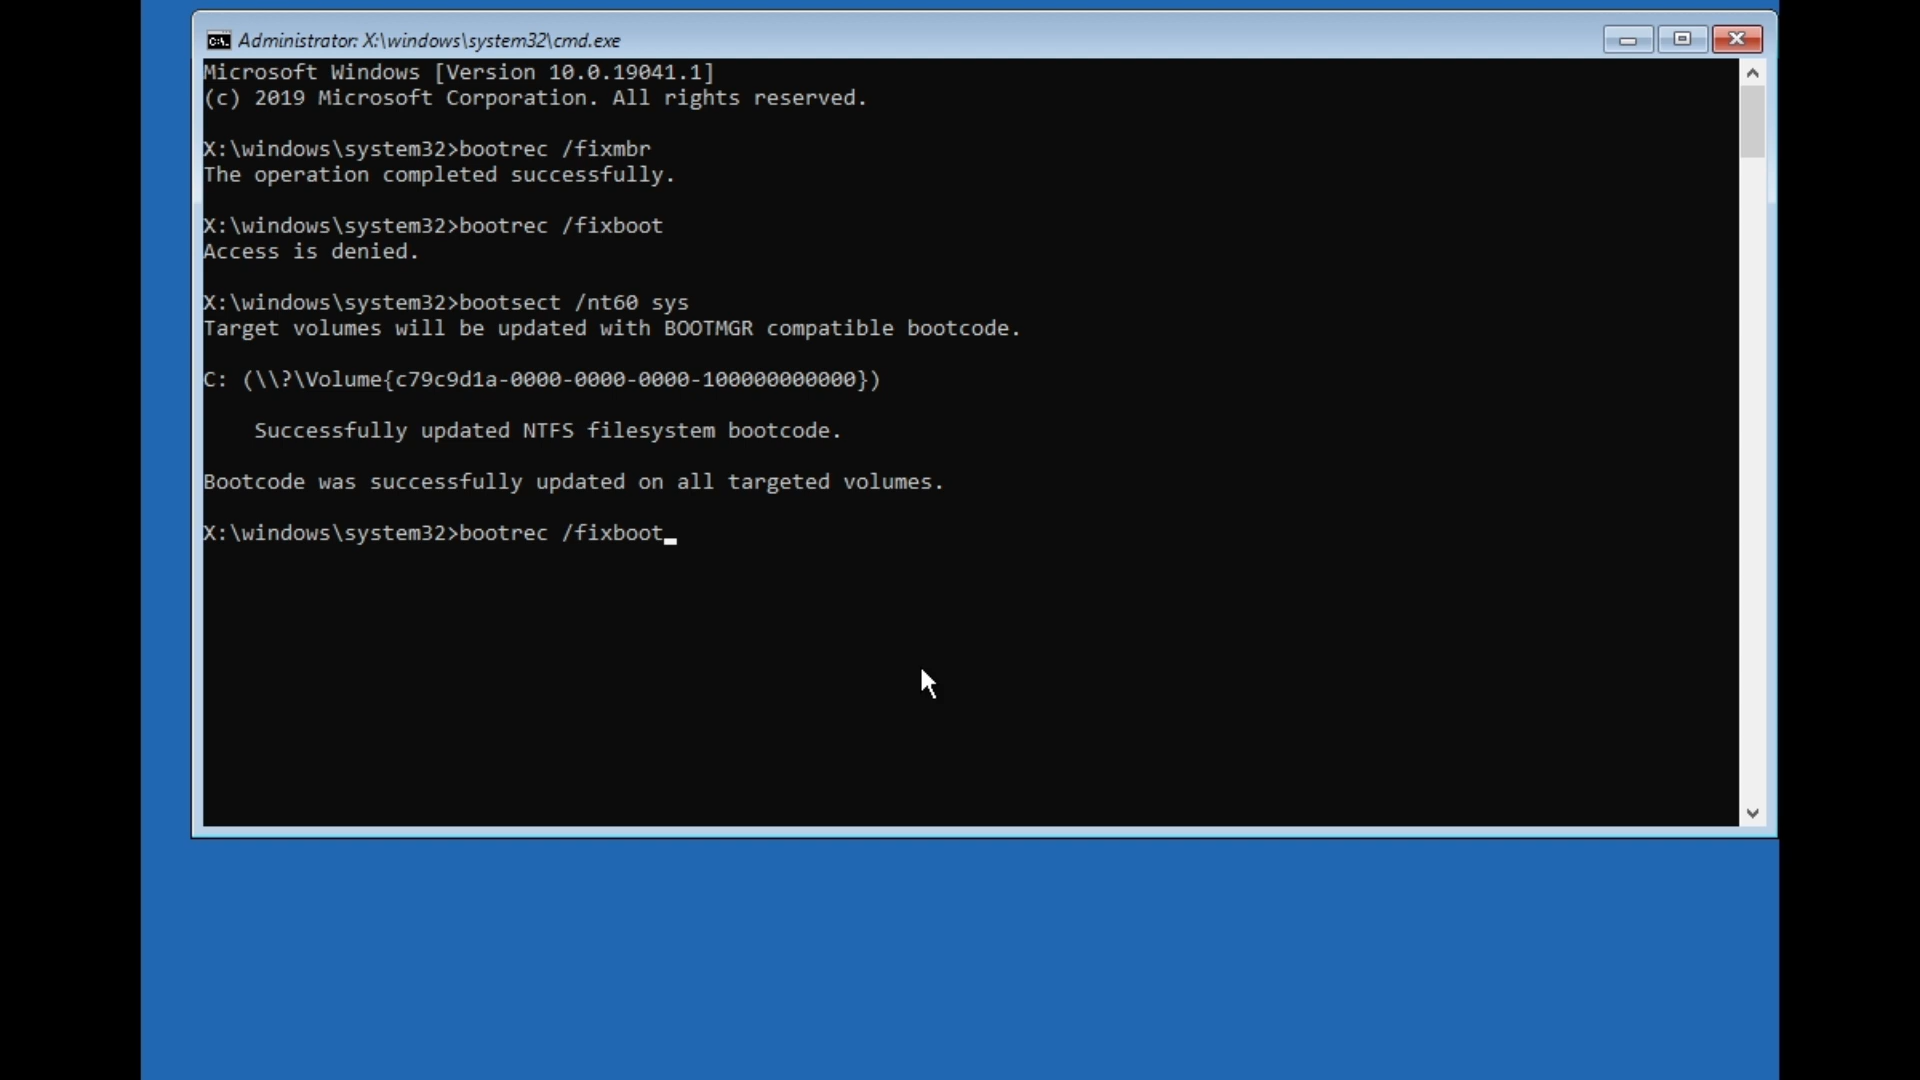 Administrator: X:\windows\system32\cmd.exe
Microsoft Windows [Version 10.0.19041.1]
(c) 2019 Microsoft Corporation. All rights reserved.
X:\windows\system32>bootrec /fixmbr
The operation completed successfully.
X:\windows\system32>bootrec /fixboot
Access is denied.
X:\windows\system32>bootsect /nt60 sys
Target volumes will be updated with BOOTMGR compatible bootcode.
C: (\\?\Volume{c79c9d1a-0000-0000-0000-100000000000})
Successfully updated NTFS filesystem bootcode.
Bootcode was successfully updated on all targeted volumes.
X:\windows\system32>bootrec /fixboot